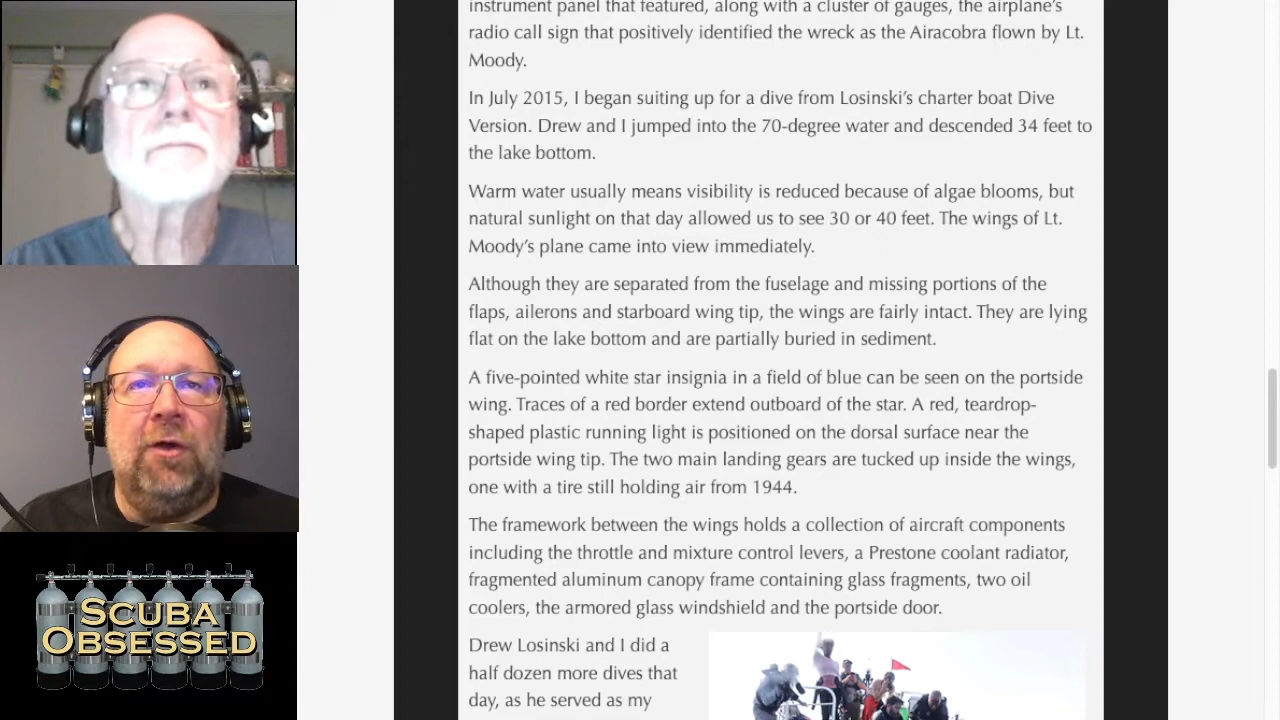 instrument panel that featured, along with a cluster of gauges, the airplane’s
radio call sign that positively identified the wreck as the Airacobra flown by Lt.
Moody.
In July 2015, I began suiting up for a dive from Losinski’s charter boat Dive
Version. Drew and I jumped into the 70-degree water and descended 34 feet to
the lake bottom.
Warm water usually means visibility is reduced because of algae blooms, but
natural sunlight on that day allowed us to see 30 or 40 feet. The wings of Lt.
Moody’s plane came into view immediately.
Although they are separated from the fuselage and missing portions of the
flaps, ailerons and starboard wing tip, the wings are fairly intact. They are lying
flat on the lake bottom and are partially buried in sediment.
A five-pointed white star insignia in a field of blue can be seen on the portside
wing. Traces of a red border extend outboard of the star. A red, teardrop-
shaped plastic running light is positioned on the dorsal surface near the
portside wing tip. The two main landing gears are tucked up inside the wings,
one with a tire still holding air from 1944.
The framework between the wings holds a collection of aircraft components
including the throttle and mixture control levers, a Prestone coolant radiator,
fragmented aluminum canopy frame containing glass fragments, two oil
coolers, the armored glass windshield and the portside door.
Drew Losinski and I did a
half dozen more dives that
day, as he served as my
SCUBA
OBSESSED